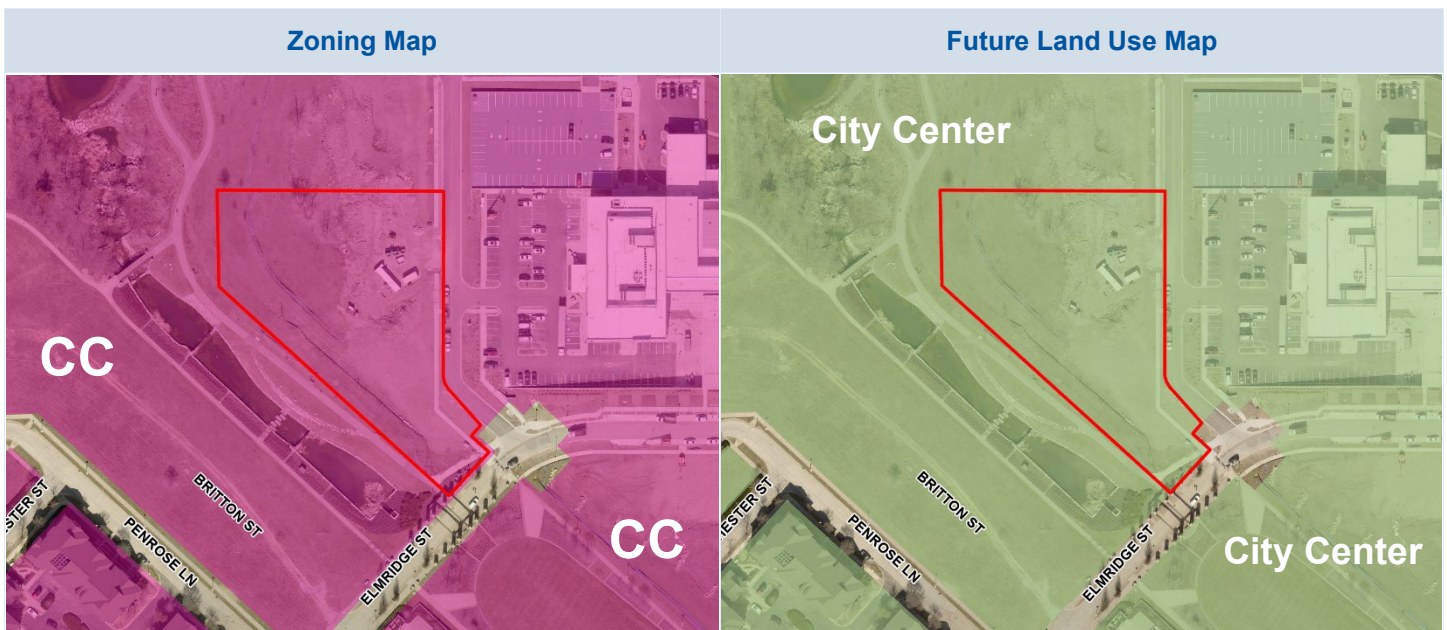 Zoning Map
Future Land Use Map
CC
BRITTON ST
ESTER ST
PENROSE LN
ELMRIDGE ST
CC
City Center
BRITTON ST
ESTER ST
PENROSE LN
ELMRIDGE ST
City Center